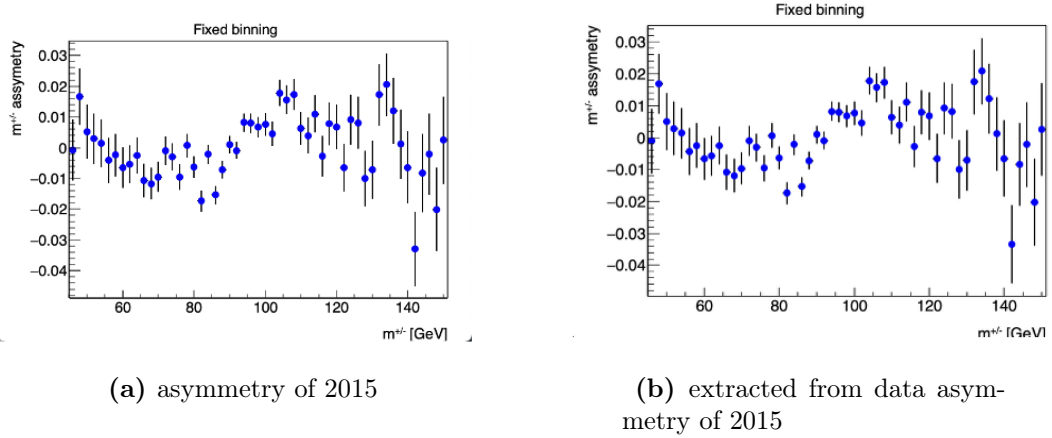 Fixed binning
m+/- assymetry
0.03
0.02
0.01
0
−0.01
−0.02
−0.03
−0.04
60
80
100
120
140
m+/- [GeV]
(a) asymmetry of 2015
Fixed binning
m+/- assymetry
0.03
0.02
0.01
0
−0.01
−0.02
−0.03
−0.04
60
80
100
120
140
m+/- [GeV]
(b) extracted from data asym-
metry of 2015